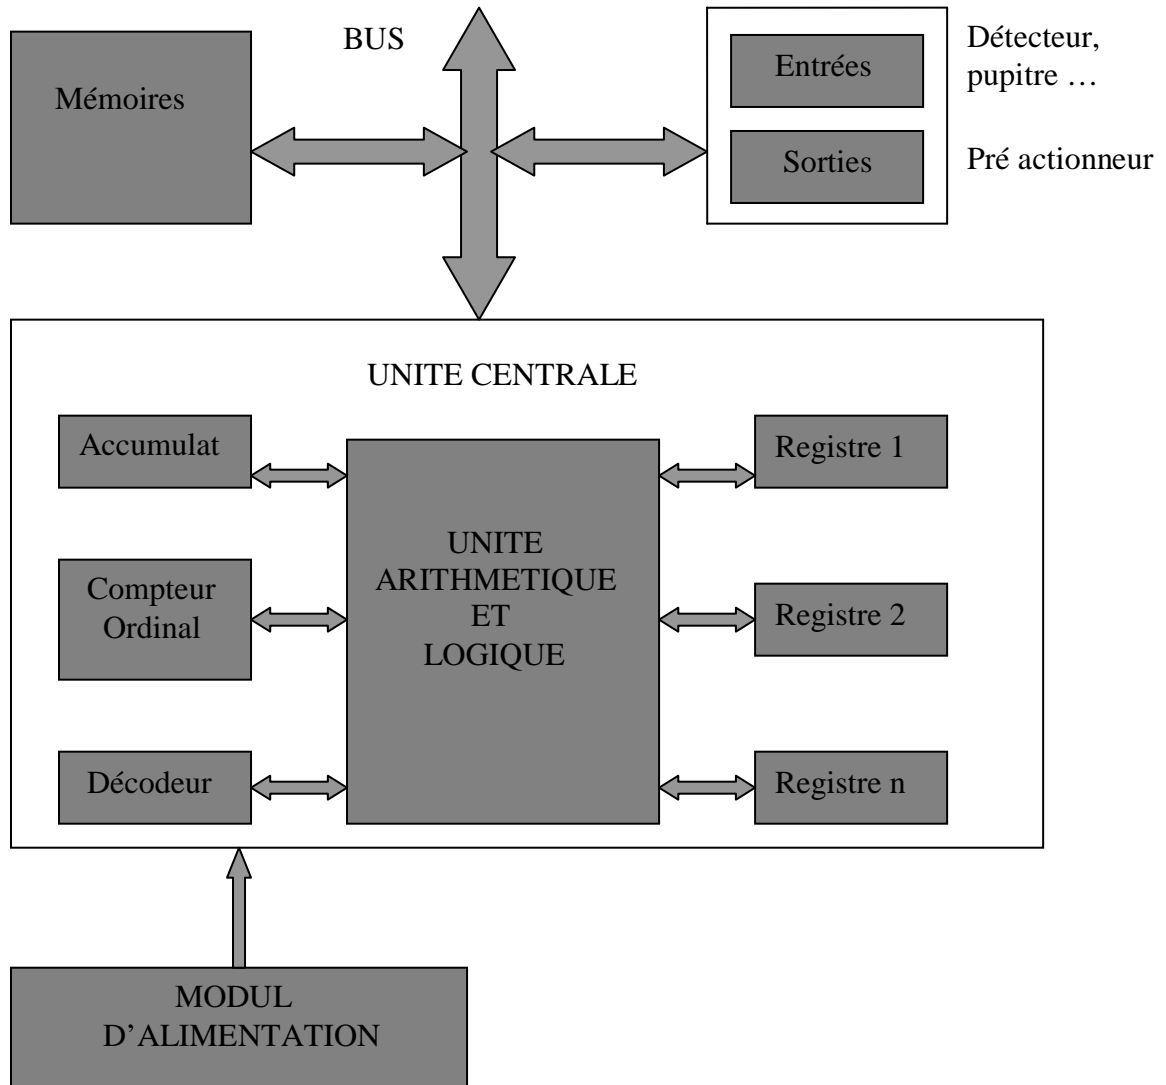 BUS
Mémoires
Entrées
Sorties
Détecteur,
pupitre …
Pré actionneur
UNITE CENTRALE
Accumulat
Compteur
Ordinal
Décodeur
UNITE
ARITHMETIQUE
ET
LOGIQUE
Registre 1
Registre 2
Registre n
MODUL
D’ALIMENTATION